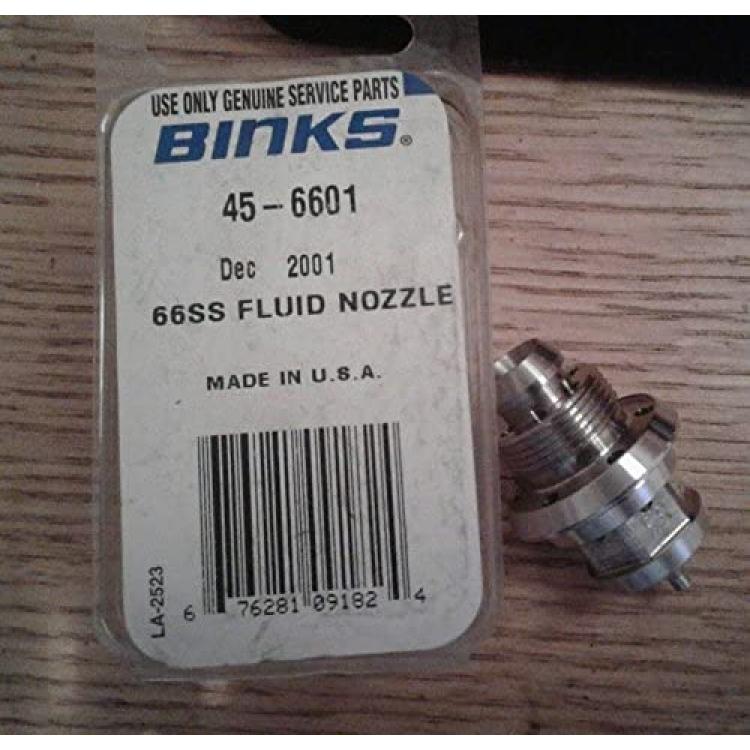 USE ONLY GENUINE SERVICE PARTS
BINKS®
45-6601
Dec 2001
66SS FLUID NOZZLE
MADE IN U.S.A.
LA-2523
6 76281 09182 4